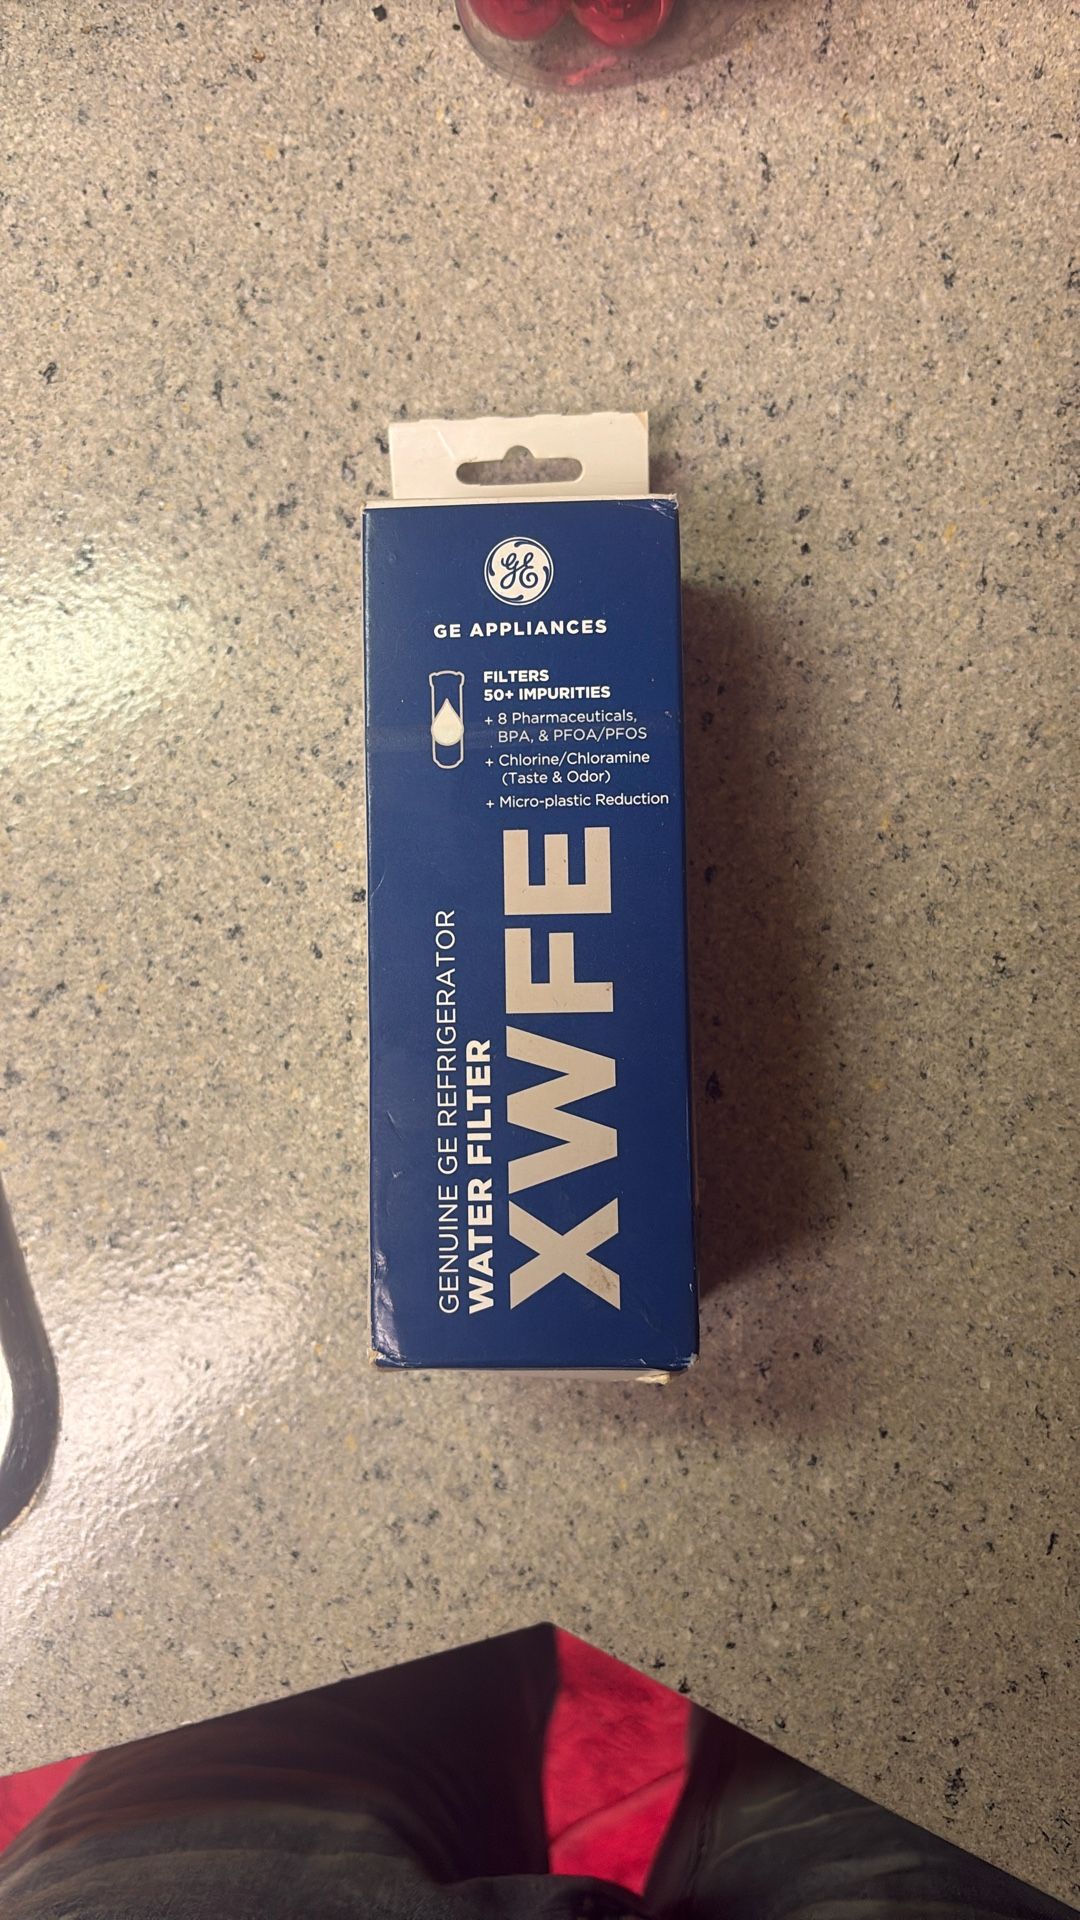 GE
GE APPLIANCES
FILTERS
50+ IMPURITIES
+ 8 Pharmaceuticals,
BPA, & PFOA/PFOS
+ Chlorine/Chloramine
(Taste & Odor)
+ Micro-plastic Reduction
GENUINE GE REFRIGERATOR
WATER FILTER
XWFE